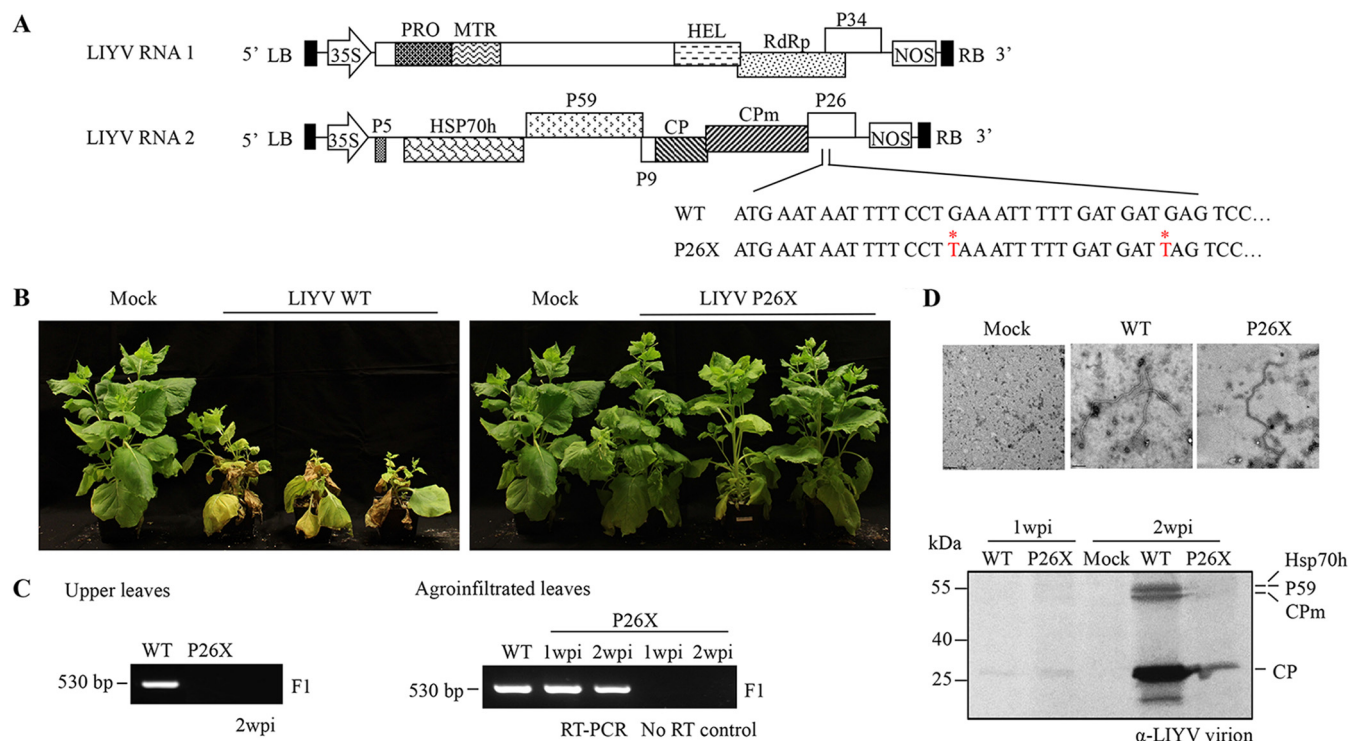 A
PRO MTR HEL RdRp P34
LIYV RNA 1 5’ LB 35S NOS RB 3’
P5 HSP70h P59 P9 CP CPm P26
LIYV RNA 2 5’ LB 35S NOS RB 3’
WT ATG AAT AAT TTT CCT GAA ATT TTT GAT GAT GAG TCC…
* *
P26X ATG AAT AAT TTT CCT TAA ATT TTT GAT GAT TAG TCC…
B
Mock LIYV WT Mock LIYV P26X
C
Upper leaves
WT P26X
530 bp F1
2wpi
Agroinfiltrated leaves
P26X
WT 1wpi 2wpi 1wpi 2wpi
530 bp F1
RT-PCR No RT control
D
Mock WT P26X
1wpi 2wpi
kDa WT P26X Mock WT P26X
Hsp70h
55 P59
CPm
40
25 CP
α-LIYV virion